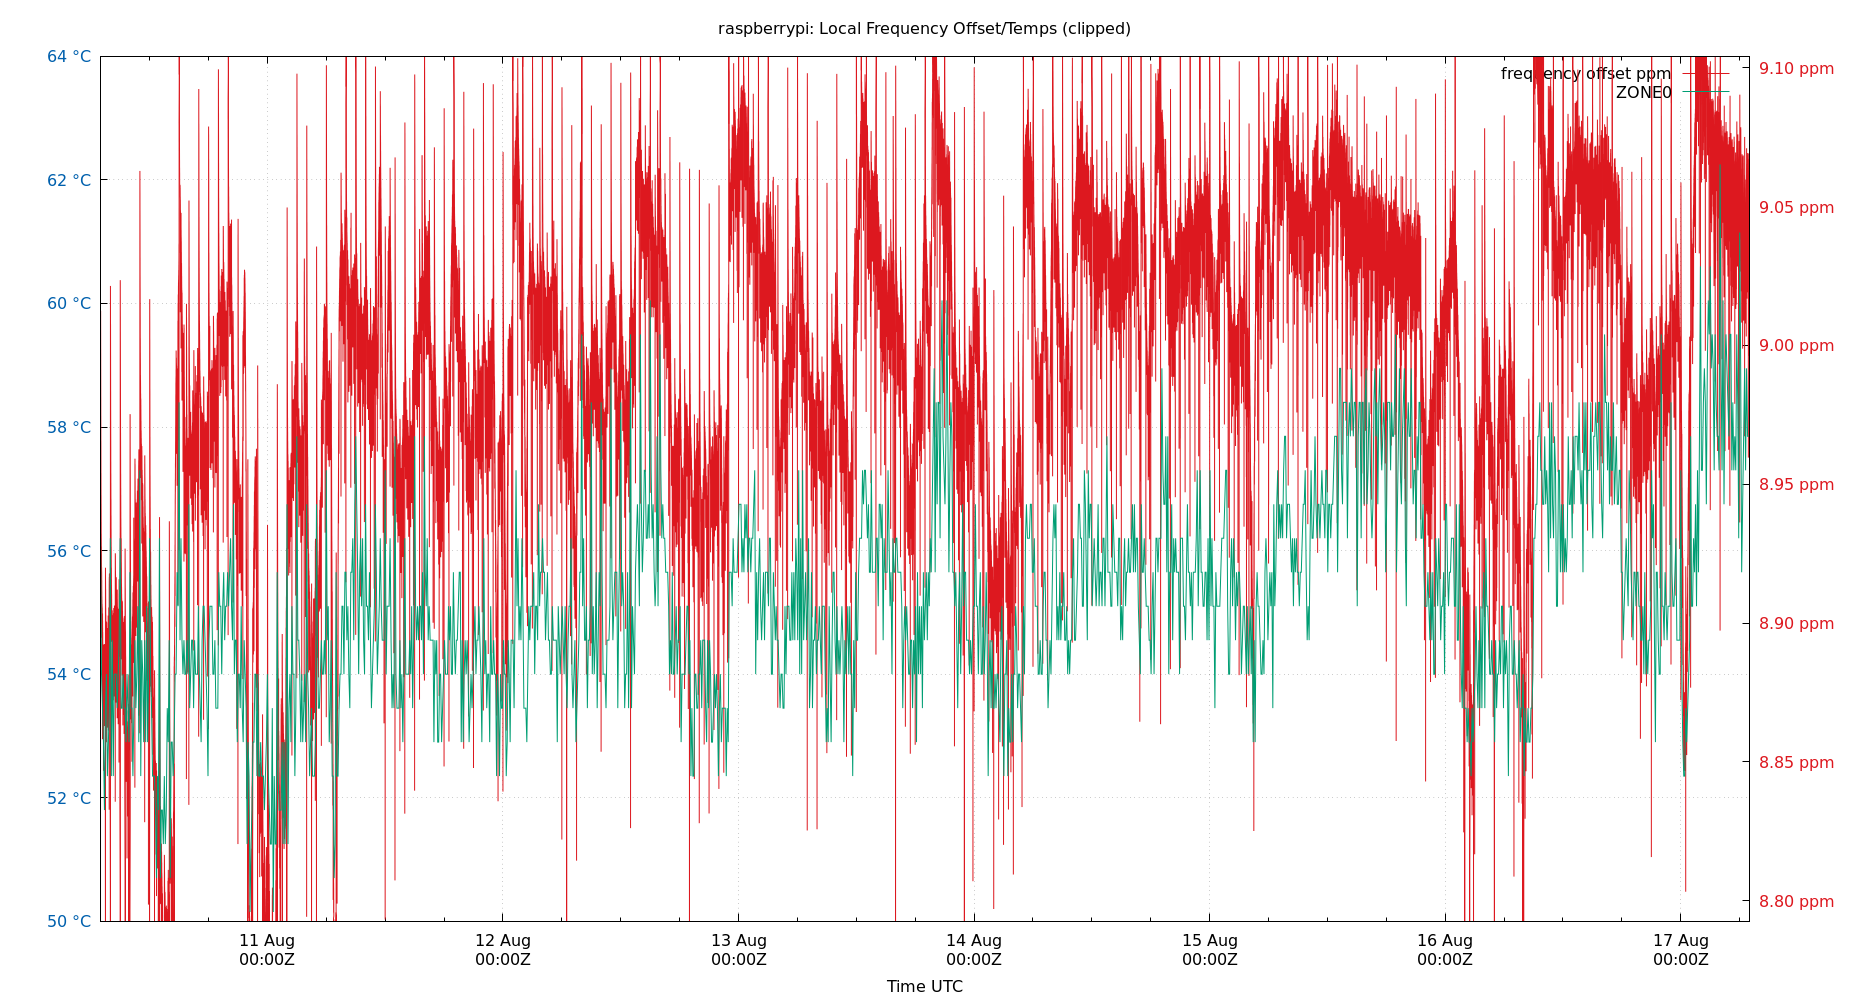 raspberrypi: Local Frequency Offset/Temps (clipped)
64 °C
62 °C
60 °C
58 °C
56 °C
54 °C
52 °C
50 °C
frequency offset ppm
ZONE0
9.10 ppm
9.05 ppm
9.00 ppm
8.95 ppm
8.90 ppm
8.85 ppm
8.80 ppm
11 Aug
00:00Z
12 Aug
00:00Z
13 Aug
00:00Z
14 Aug
00:00Z
15 Aug
00:00Z
16 Aug
00:00Z
17 Aug
00:00Z
Time UTC